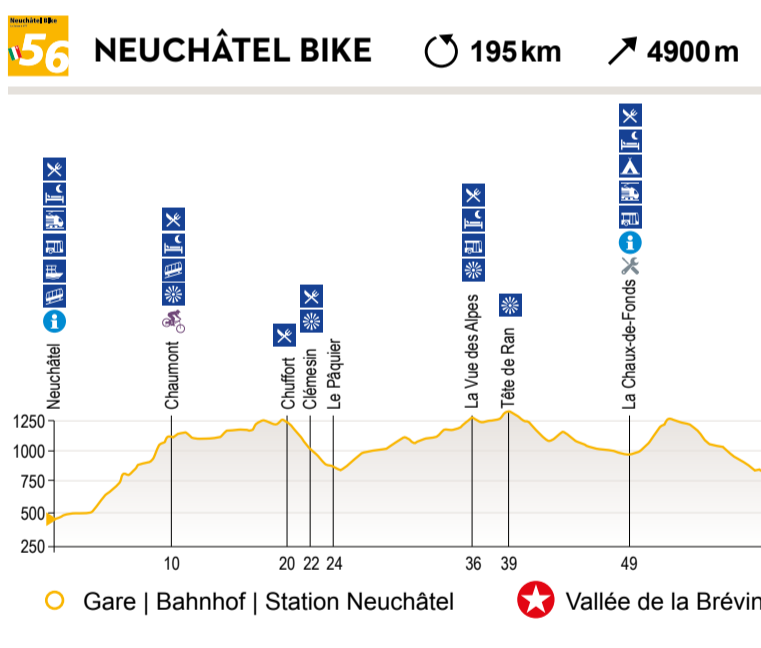 Neuchâtel Bike
56
NEUCHÂTEL BIKE
195 km
4900 m
Neuchâtel
Chaumont
Chuffort
Clémesin
Le Pâquier
La Vue des Alpes
Tête de Ran
La Chaux-de-Fonds
1250
1000
750
500
250
10
20
22
24
36
39
49
Gare | Bahnhof | Station Neuchâtel
Vallée de la Brévin